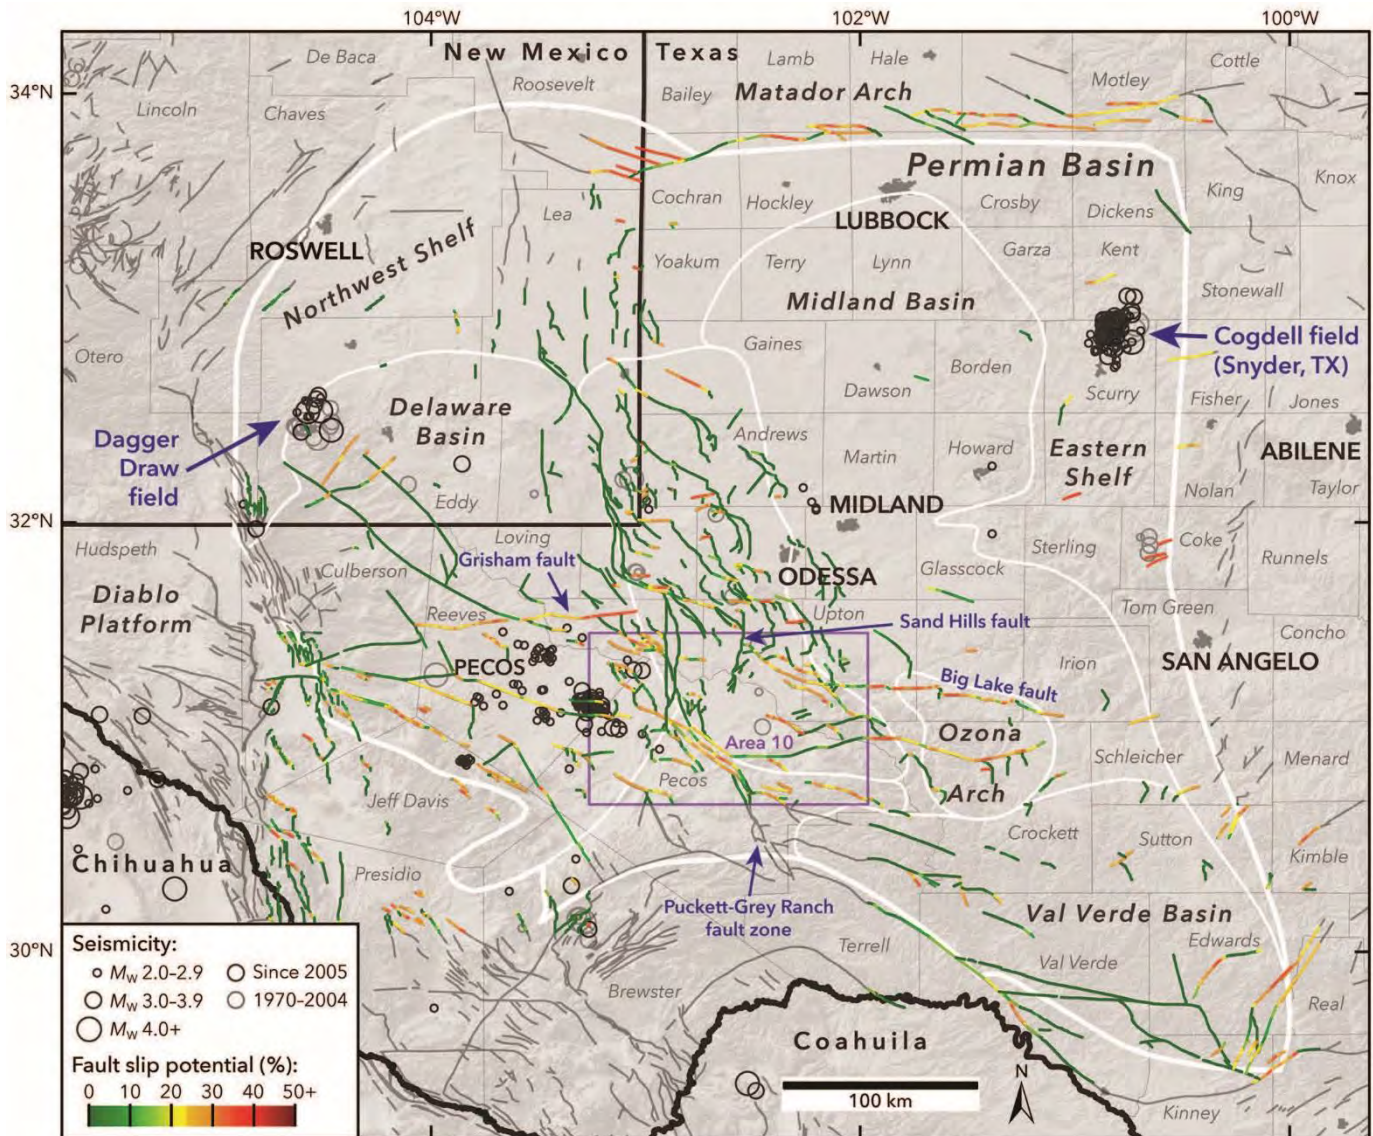 104°W
102°W
100°W
34°N
32°N
30°N
New Mexico
Texas
De Baca
Roosevelt
Lamb
Hale
Cottle
Motley
Lincoln
Chaves
Bailey
Matador Arch
Permian Basin
Knox
King
Cochran
Hockley
LUBBOCK
Crosby
Dickens
Lea
ROSWELL
Northwest Shelf
Yoakum
Terry
Lynn
Garza
Kent
Stonewall
Midland Basin
Otero
Gaines
Cogdell field
(Snyder, TX)
Borden
Dawson
Scurry
Fisher
Jones
Delaware
Basin
Dagger
Draw
field
Andrews
Martin
Howard
Eastern
Shelf
ABILENE
Eddy
MIDLAND
Nolan
Taylor
Hudspeth
Loving
Grisham fault
Culberson
ODESSA
Glasscock
Sterling
Coke
Runnels
Diablo
Platform
Reeves
Upton
Sand Hills fault
Tom Green
Concho
PECOS
Irion
SAN ANGELO
Big Lake fault
Area 10
Ozona
Arch
Schleicher
Menard
Pecos
Jeff Davis
Crockett
Sutton
Kimble
Chihuahua
Presidio
Puckett-Grey Ranch
fault zone
Val Verde Basin
Terrell
Val Verde
Edwards
Real
Brewster
Coahuila
Kinney
N
100 km
Seismicity:
Mw 2.0–2.9
Since 2005
Mw 3.0–3.9
1970–2004
Mw 4.0+
Fault slip potential (%):
0 10 20 30 40 50+